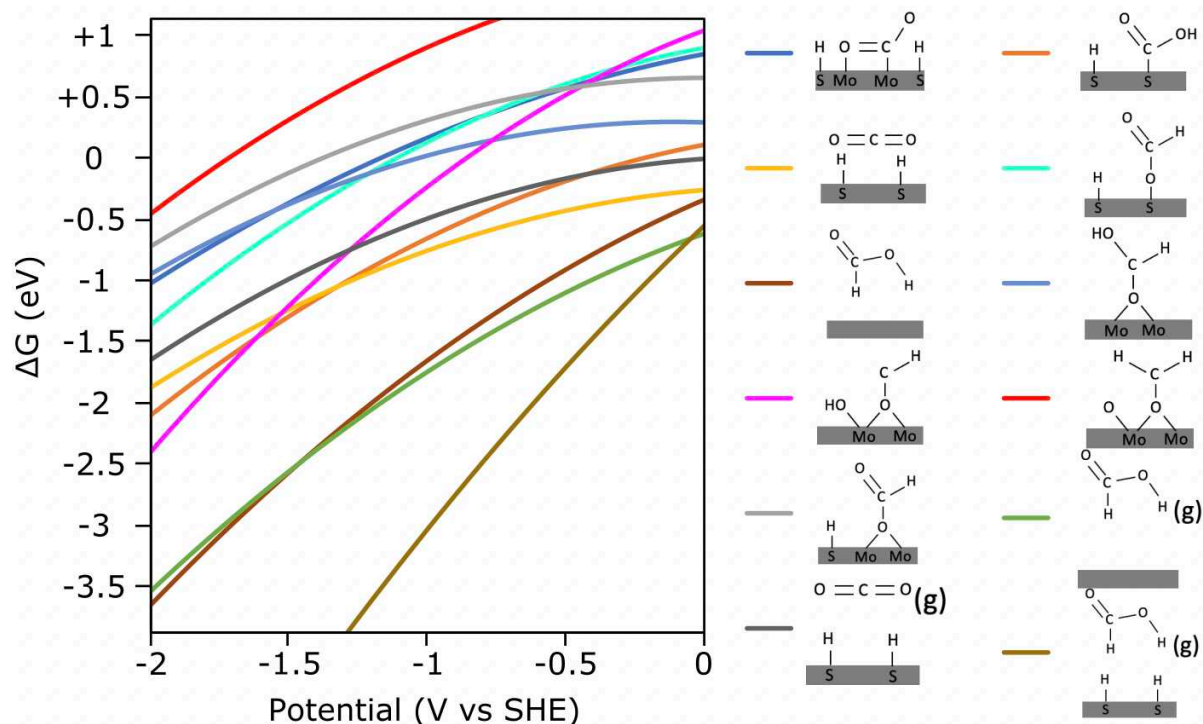 +1
+0.5
0
-0.5
-1
-1.5
-2
-2.5
-3
-3.5
ΔG (eV)
-2 -1.5 -1 -0.5 0
Potential (V vs SHE)
O
H O C H
S Mo Mo S
O
OH
H C
S S
O C O
H H
S S
O
C H
H O
S S
O
C O
H H
HO
C H
O
Mo Mo
H
C
HO O
Mo Mo
H H
C
O O
Mo Mo
O
C H
H O
S Mo Mo
O
C O
H H (g)
O C O (g)
H H
S S
O
C O
H H (g)
H H
S S